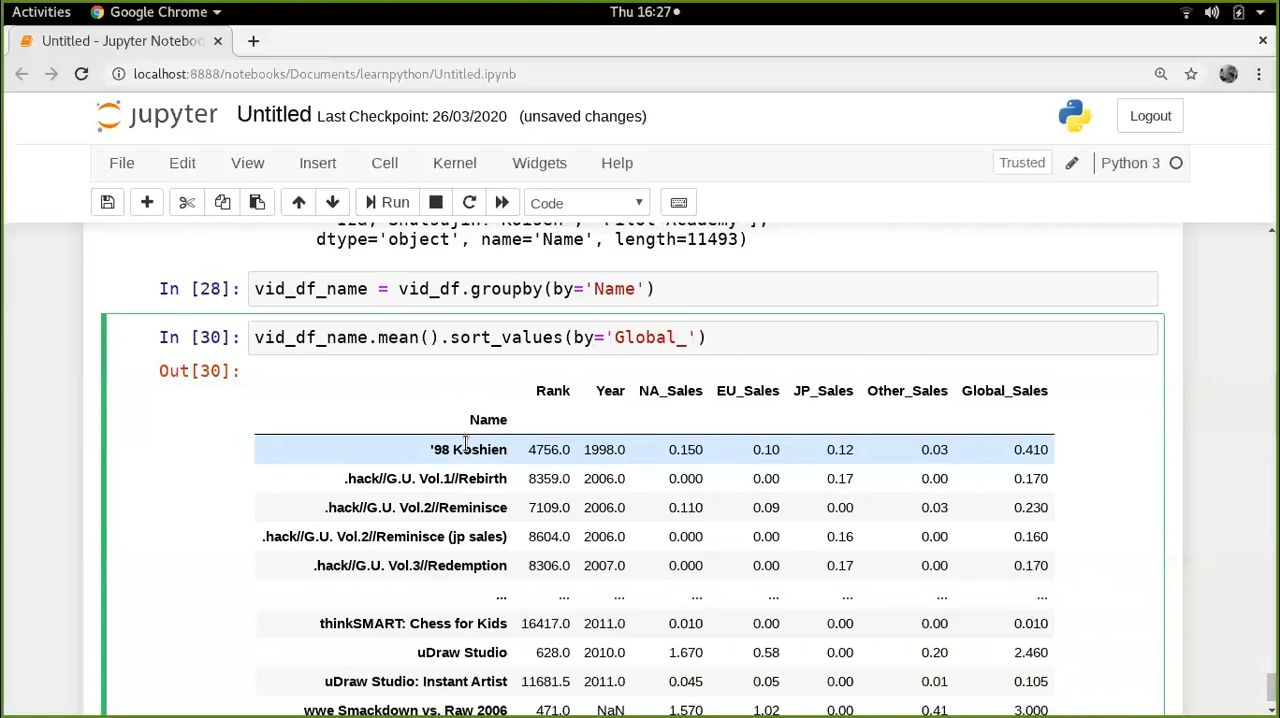 Activities Google Chrome Thu 16:27
Untitled - Jupyter Noteboo
localhost:8888/notebooks/Documents/learnpython/Untitled.ipynb
jupyter Untitled Last Checkpoint: 26/03/2020 (unsaved changes) Logout
File Edit View Insert Cell Kernel Widgets Help Trusted Python 3
Run Code
dtype='object', name='Name', length=11493)
In [28]: vid_df_name = vid_df.groupby(by='Name')
In [30]: vid_df_name.mean().sort_values(by='Global_')
Out[30]:
Rank Year NA_Sales EU_Sales JP_Sales Other_Sales Global_Sales
Name
'98 Koshien 4756.0 1998.0 0.150 0.10 0.12 0.03 0.410
.hack//G.U. Vol.1//Rebirth 8359.0 2006.0 0.000 0.00 0.17 0.00 0.170
.hack//G.U. Vol.2//Reminisce 7109.0 2006.0 0.110 0.09 0.00 0.03 0.230
.hack//G.U. Vol.2//Reminisce (jp sales) 8604.0 2006.0 0.000 0.00 0.16 0.00 0.160
.hack//G.U. Vol.3//Redemption 8306.0 2007.0 0.000 0.00 0.17 0.00 0.170
... ... ... ... ... ... ... ...
thinkSMART: Chess for Kids 16417.0 2011.0 0.010 0.00 0.00 0.00 0.010
uDraw Studio 628.0 2010.0 1.670 0.58 0.00 0.20 2.460
uDraw Studio: Instant Artist 11681.5 2011.0 0.045 0.05 0.00 0.01 0.105
wwe Smackdown vs. Raw 2006 471.0 NaN 1.570 1.02 0.00 0.41 3.000